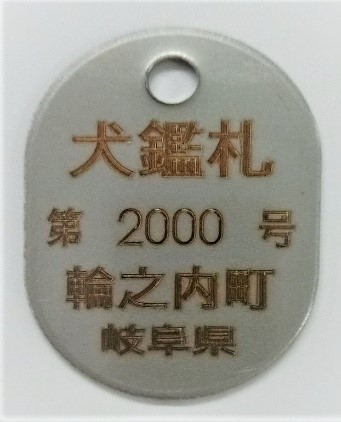 犬鑑札
第 2000 号
輪之内町
岐阜県